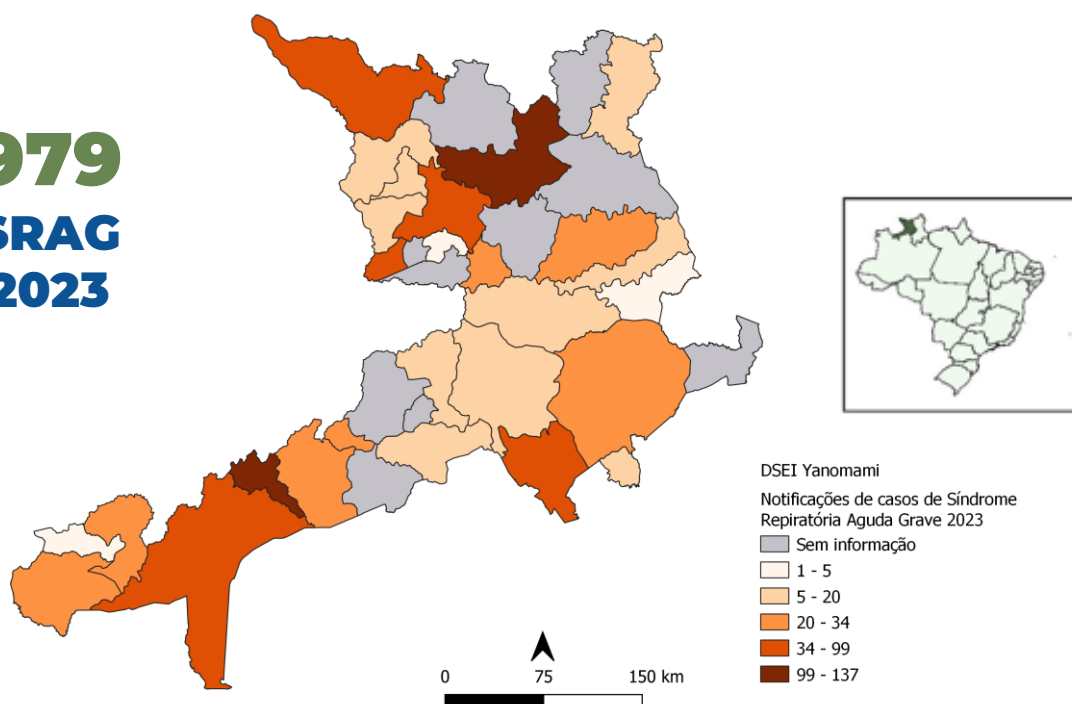 979
SRAG
2023
DSEI Yanomami
Notificações de casos de Síndrome
Repiratória Aguda Grave 2023
Sem informação
1 - 5
5 - 20
20 - 34
34 - 99
99 - 137
0 75 150 km